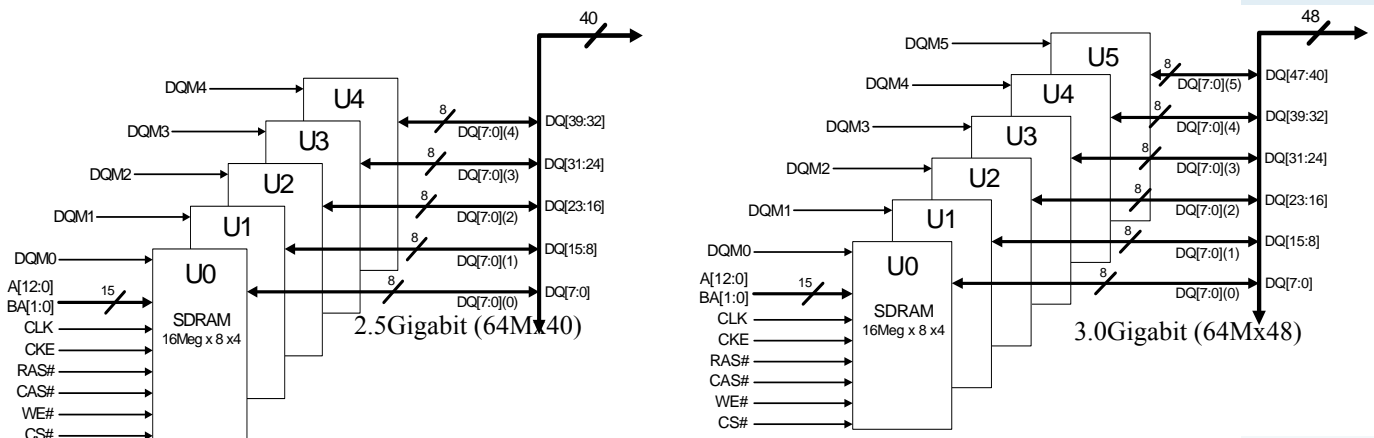 40
DQM4
U4
8
DQ[7:0](4)
DQ[39:32]
DQM3
U3
8
DQ[7:0](3)
DQ[31:24]
DQM2
U2
8
DQ[7:0](2)
DQ[23:16]
DQM1
U1
8
DQ[7:0](1)
DQ[15:8]
DQM0
U0
8
DQ[7:0](0)
DQ[7:0]
A[12:0]
BA[1:0]
15
SDRAM
16Meg x 8 x4
CLK
CKE
RAS#
CAS#
WE#
CS#
2.5Gigabit (64Mx40)
48
DQM5
U5
8
DQ[7:0](5)
DQ[47:40]
DQM4
U4
8
DQ[7:0](4)
DQ[39:32]
DQM3
U3
8
DQ[7:0](3)
DQ[31:24]
DQM2
U2
8
DQ[7:0](2)
DQ[23:16]
DQM1
U1
8
DQ[7:0](1)
DQ[15:8]
DQM0
U0
8
DQ[7:0](0)
DQ[7:0]
A[12:0]
BA[1:0]
15
SDRAM
16Meg x 8 x4
CLK
CKE
RAS#
CAS#
WE#
CS#
3.0Gigabit (64Mx48)